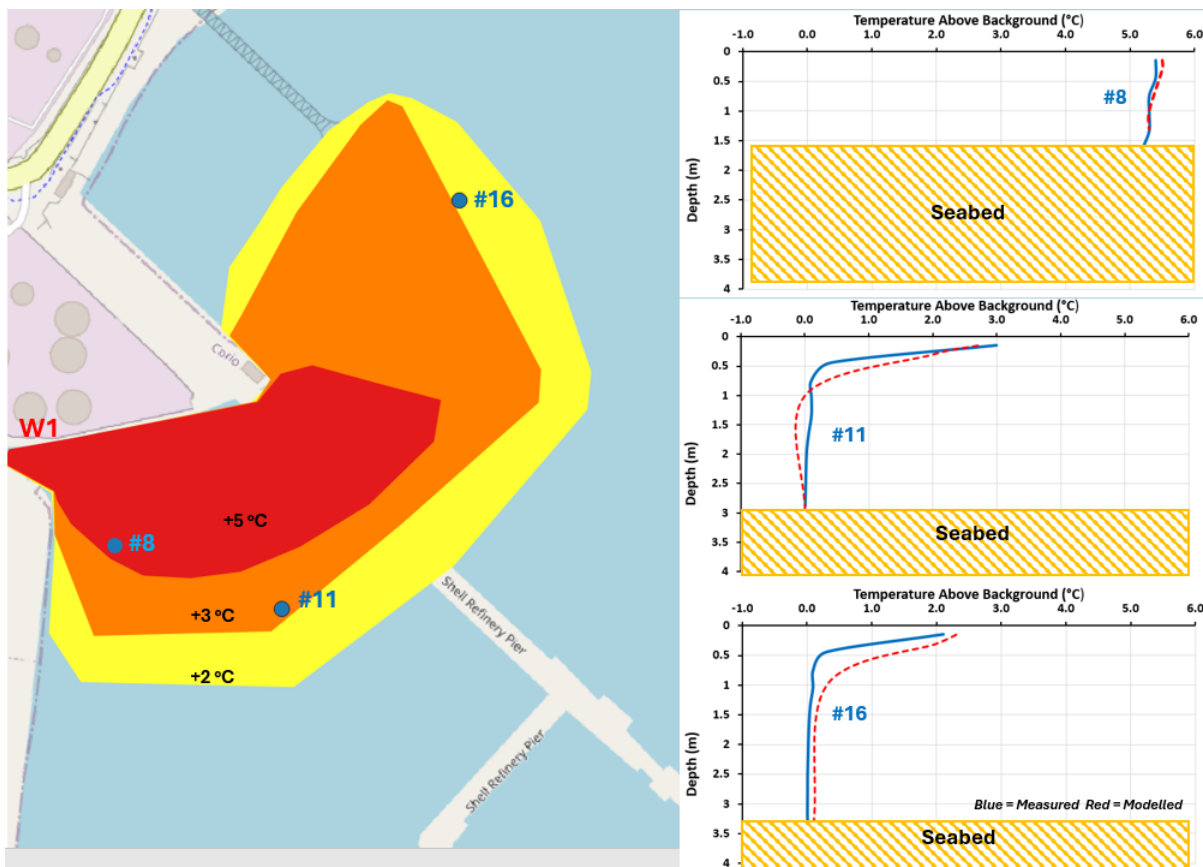 #16
Corio
W1
+5 °C
#8
+3 °C
#11
+2 °C
Shell Refinery Pier
Shell Refinery Pier
Temperature Above Background (°C)
-1.0 0.0 1.0 2.0 3.0 4.0 5.0 6.0
0
0.5
1
1.5
2
2.5
3
3.5
4
Depth (m)
#8
Seabed
Temperature Above Background (°C)
-1.0 0.0 1.0 2.0 3.0 4.0 5.0 6.0
0
0.5
1
1.5
2
2.5
3
3.5
4
Depth (m)
#11
Seabed
Temperature Above Background (°C)
-1.0 0.0 1.0 2.0 3.0 4.0 5.0 6.0
0
0.5
1
1.5
2
2.5
3
3.5
4
Depth (m)
#16
Blue = Measured Red = Modelled
Seabed